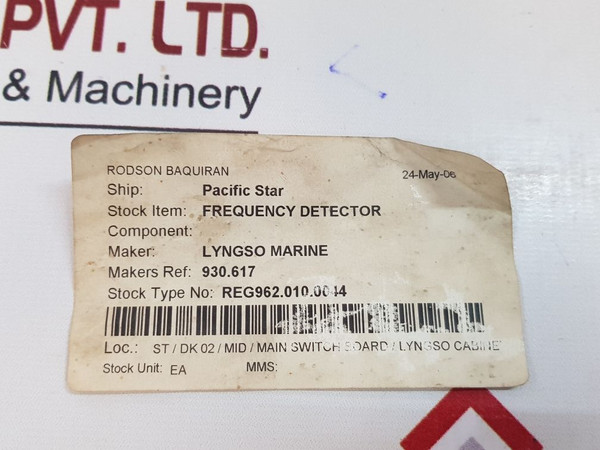 PVT. LTD.
& Machinery
RODSON BAQUIRAN
24-May-06
Ship: Pacific Star
Stock Item: FREQUENCY DETECTOR
Component:
Maker: LYNGSO MARINE
Makers Ref: 930.617
Stock Type No: REG962.010.0044
Loc.: ST / DK 02 / MID / MAIN SWITCH BOARD / LYNGSO CABINE
Stock Unit: EA MMS: